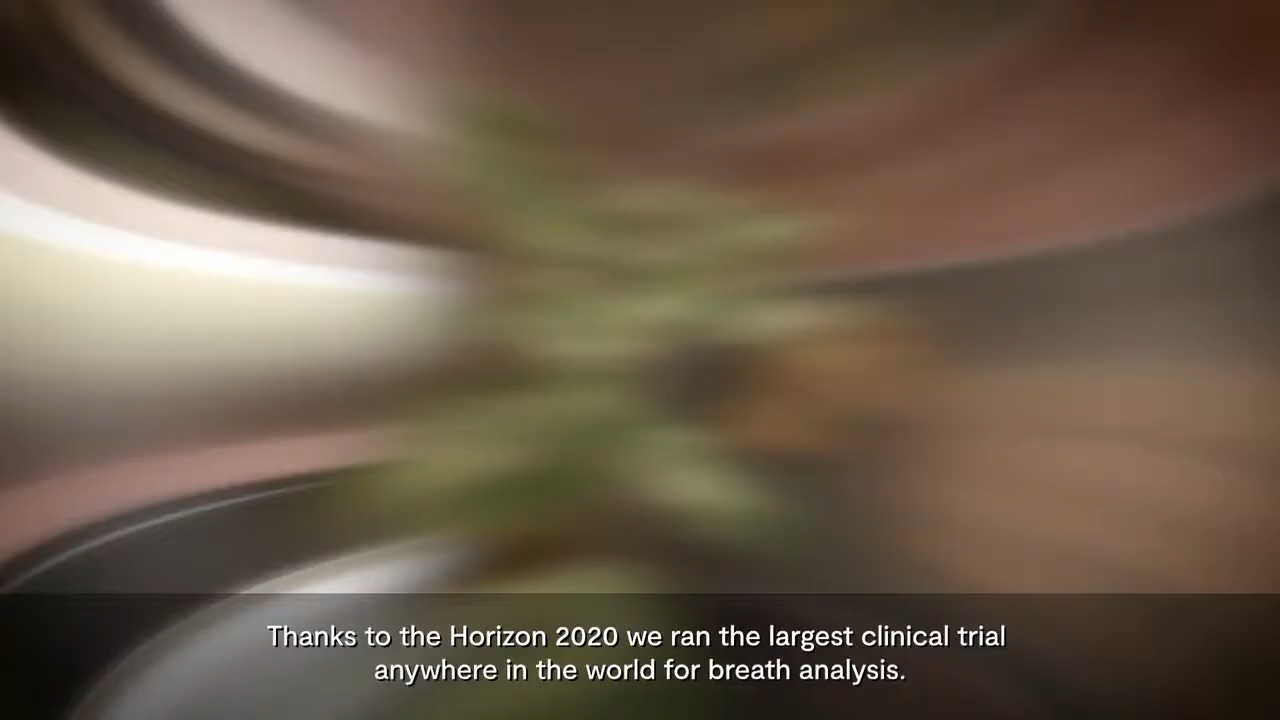 Thanks to the Horizon 2020 we ran the largest clinical trial
anywhere in the world for breath analysis.